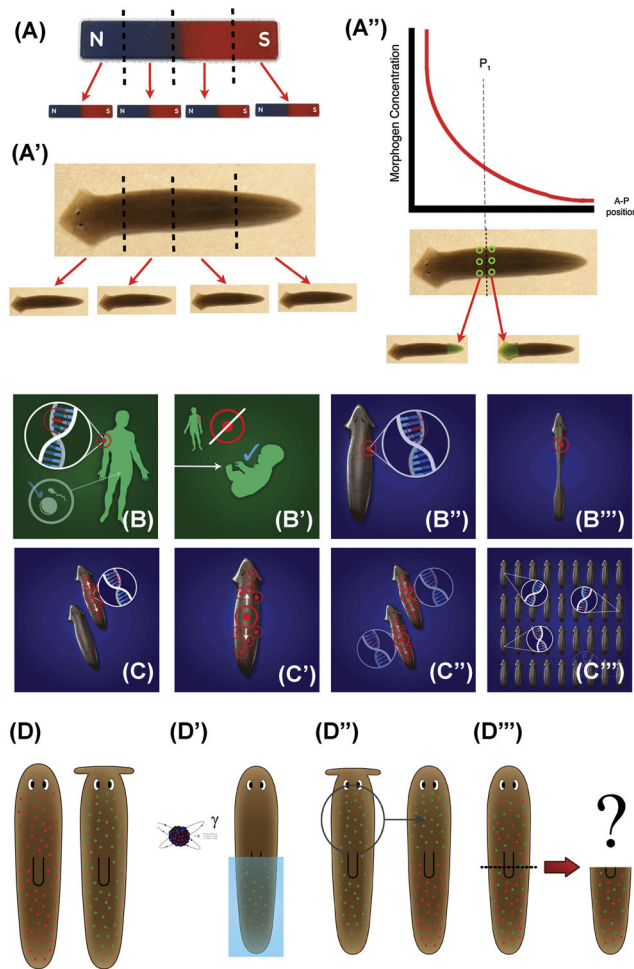 (A)
N S
N S N S N S N S
(A')
(A'')
Morphogen Concentration
P1
A-P
position
(B)
(B')
(B'')
(B''')
(C)
(C')
(C'')
(C''')
(D)
(D')
(D'')
(D''')
γ
?